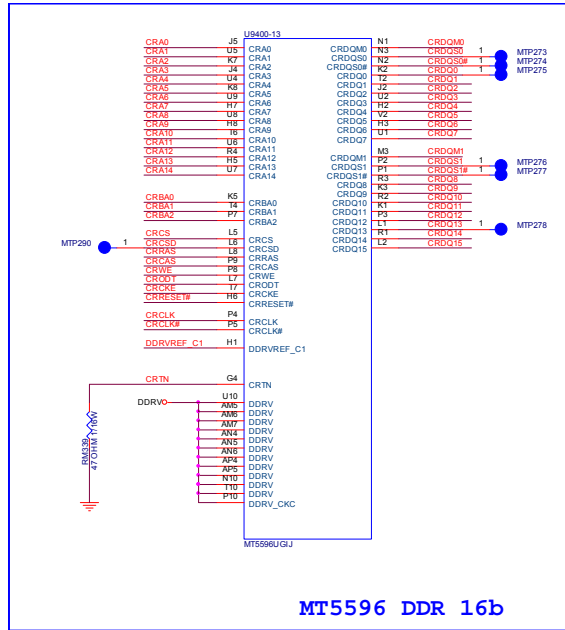 U9400-13
CRA0 J5 CRA0 CRDQM0 N1 CRDQM0
CRA1 U5 CRA1 CRDQS0 N3 CRDQS0 1 MTP273
CRA2 K7 CRA2 CRDQS0# N2 CRDQS0# 1 MTP274
CRA3 J4 CRA3 CRDQ0 K2 CRDQ0 1 MTP275
CRA4 U4 CRA4 CRDQ1 T2 CRDQ1
CRA5 K8 CRA5 CRDQ2 J2 CRDQ2
CRA6 U9 CRA6 CRDQ3 U2 CRDQ3
CRA7 H7 CRA7 CRDQ4 H2 CRDQ4
CRA8 U8 CRA8 CRDQ5 V2 CRDQ5
CRA9 H8 CRA9 CRDQ6 H3 CRDQ6
CRA10 T6 CRA10 CRDQ7 U1 CRDQ7
CRA11 U6 CRA11
CRA12 R4 CRA12 CRDQM1 M3 CRDQM1
CRA13 H5 CRA13 CRDQS1 P2 CRDQS1 1 MTP276
CRA14 U7 CRA14 CRDQS1# P1 CRDQS1# 1 MTP277
CRDQ8 R3 CRDQ8
CRDQ9 K3 CRDQ9
CRBA0 K5 CRBA0 CRDQ10 R2 CRDQ10
CRBA1 T4 CRBA1 CRDQ11 K1 CRDQ11
CRBA2 P7 CRBA2 CRDQ12 P3 CRDQ12
CRDQ13 L1 CRDQ13 1 MTP278
CRCS L5 CRCS CRDQ14 R1 CRDQ14
MTP290 1 CRCSD L6 CRCSD CRDQ15 L2 CRDQ15
CRRAS L8 CRRAS
CRCAS P9 CRCAS
CRWE P8 CRWE
CRODT L7 CRODT
CRCKE T7 CRCKE
CRRESET# H6 CRRESET#
CRCLK P4 CRCLK
CRCLK# P5 CRCLK#
DDRVREF_C1 H1 DDRVREF_C1
CRTN G4 CRTN
DDRV U10 DDRV
AM5 DDRV
AM6 DDRV
AM7 DDRV
AN4 DDRV
AN5 DDRV
AN6 DDRV
AP4 DDRV
AP5 DDRV
N10 DDRV
T10 DDRV
P10 DDRV_CKC
RM339
47 OHM 1/16W
MT5596UGIJ
MT5596 DDR 16b